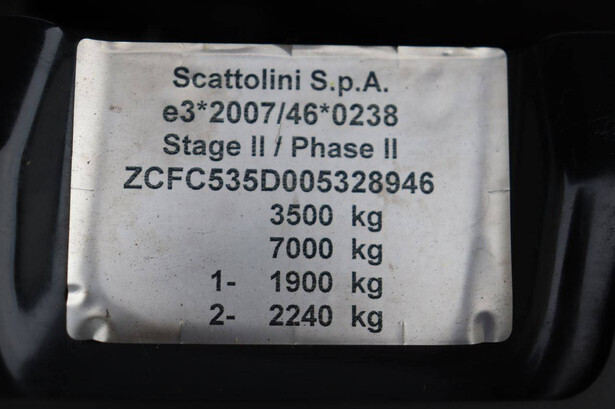 Scattolini S.p.A.
e3*2007/46*0238
Stage II / Phase II
ZCFC535D005328946
3500 kg
7000 kg
1- 1900 kg
2- 2240 kg